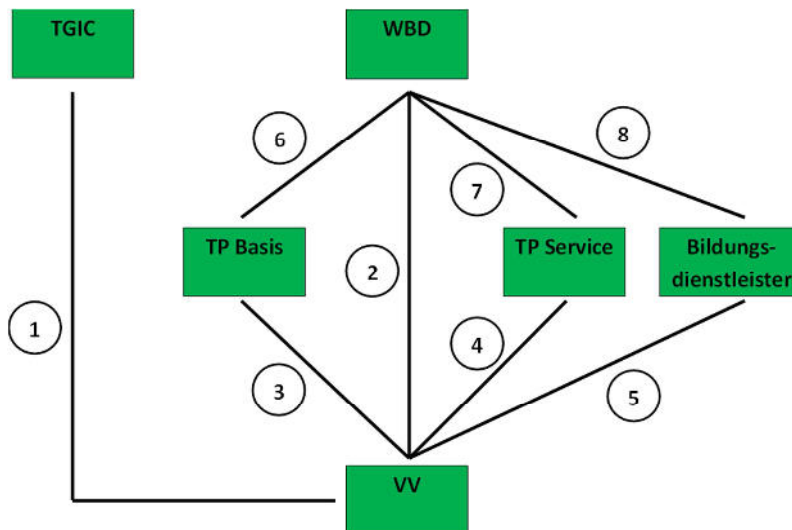 TGIC
WBD
6
8
7
TP Basis
TP Service
Bildungs-
dienstleister
2
1
4
3
5
VV